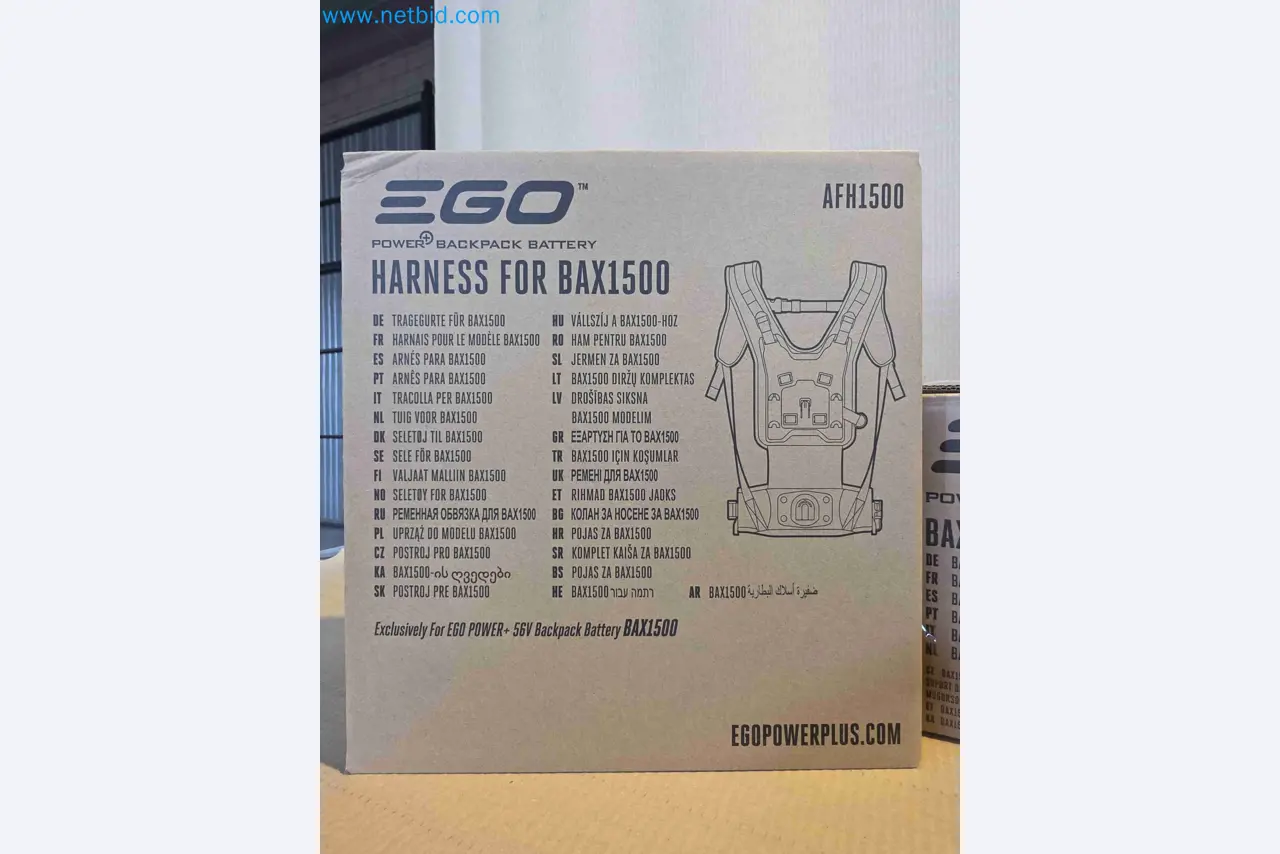 www.netbid.com
EGO™
AFH1500
POWER+ BACKPACK BATTERY
HARNESS FOR BAX1500
DE TRAGEGURTE FÜR BAX1500
FR HARNAIS POUR LE MODÈLE BAX1500
ES ARNÉS PARA BAX1500
PT ARNÊS PARA BAX1500
IT TRACOLLA PER BAX1500
NL TUIG VOOR BAX1500
DK SELETØJ TIL BAX1500
SE SELE FÖR BAX1500
FI VALJAAT MALLIIN BAX1500
NO SELETØY FOR BAX1500
RU РЕМЕННАЯ ОБВЯЗКА ДЛЯ BAX1500
PL UPRZĄŻ DO MODELU BAX1500
CZ POSTROJ PRO BAX1500
KA BAX1500-ის ღვედები
SK POSTROJ PRE BAX1500
HU VÁLLSZÍJ A BAX1500-HOZ
RO HAM PENTRU BAX1500
SL JERMEN ZA BAX1500
LT BAX1500 DIRŽŲ KOMPLEKTAS
LV DROŠĪBAS SIKSNA
BAX1500 MODELIM
GR ΕΞΑΡΤΥΣΗ ΓΙΑ ΤΟ BAX1500
TR BAX1500 IÇIN KOŞUMLAR
UK РЕМЕНІ ДЛЯ BAX1500
ET RIHMAD BAX1500 JAOKS
BG КОЛАН ЗА НОСЕНЕ ЗА BAX1500
HR POJAS ZA BAX1500
SR KOMPLET KAIŠA ZA BAX1500
BS POJAS ZA BAX1500
HE BAX1500 רתמה עבור
AR BAX1500 ضفيرة أسلاك البطارية
Exclusively For EGO POWER+ 56V Backpack Battery BAX1500
EGOPOWERPLUS.COM
DE
FR
ES
PT
IT
NL